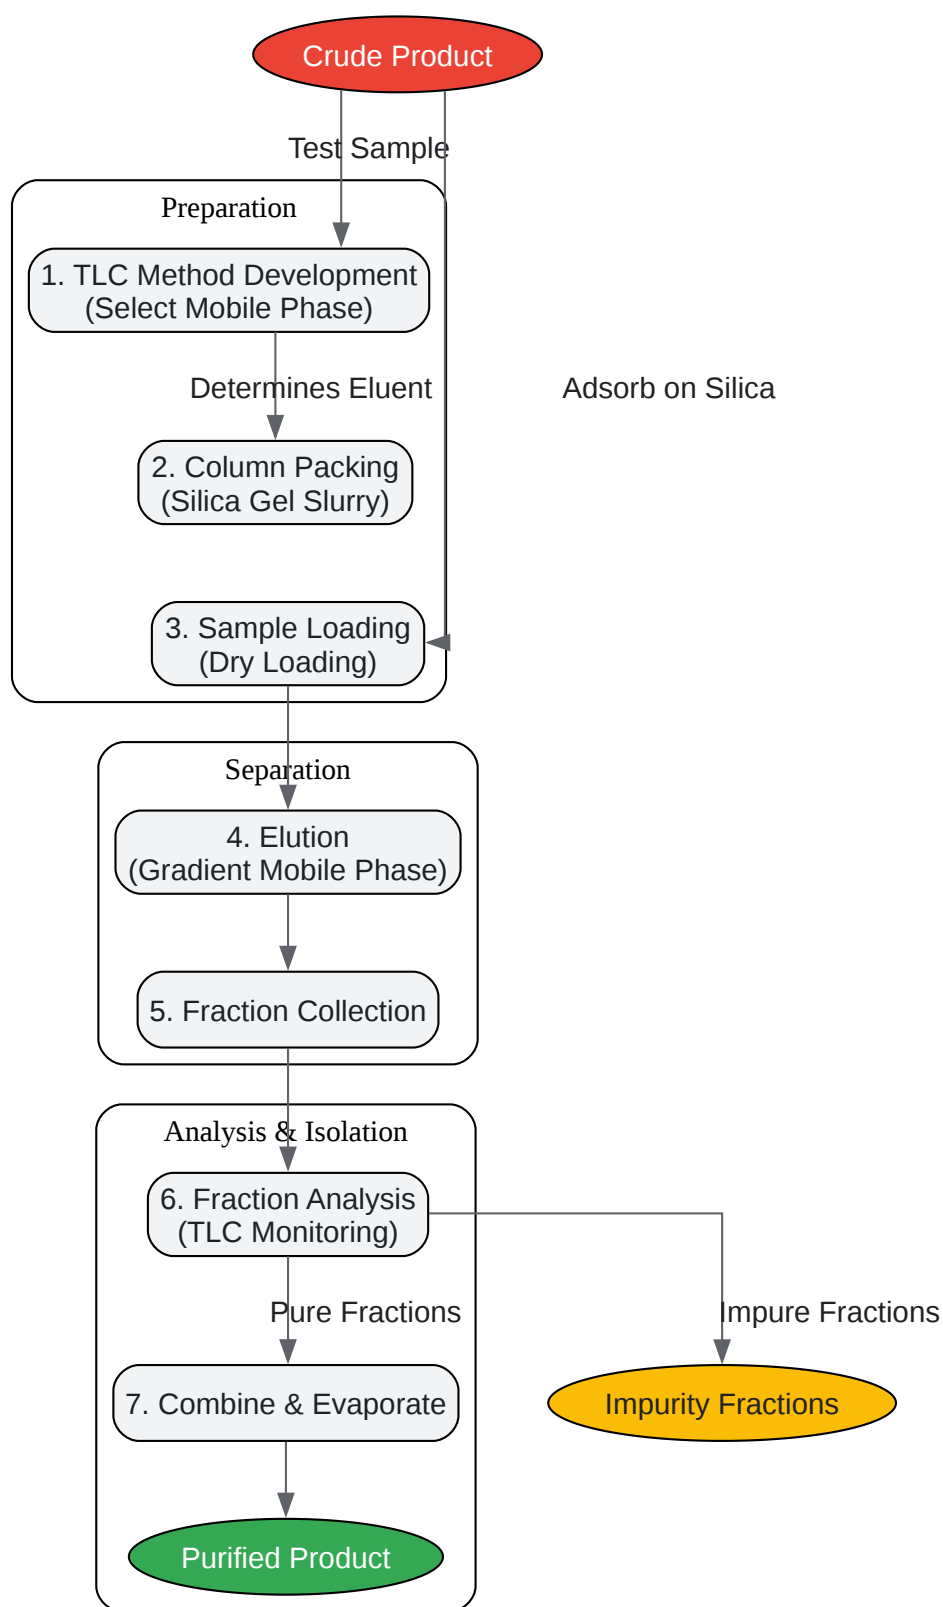 Crude Product
Test Sample
Preparation
1. TLC Method Development
(Select Mobile Phase)
Determines Eluent
Adsorb on Silica
2. Column Packing
(Silica Gel Slurry)
3. Sample Loading
(Dry Loading)
Separation
4. Elution
(Gradient Mobile Phase)
5. Fraction Collection
Analysis & Isolation
6. Fraction Analysis
(TLC Monitoring)
Pure Fractions
Impure Fractions
7. Combine & Evaporate
Impurity Fractions
Purified Product